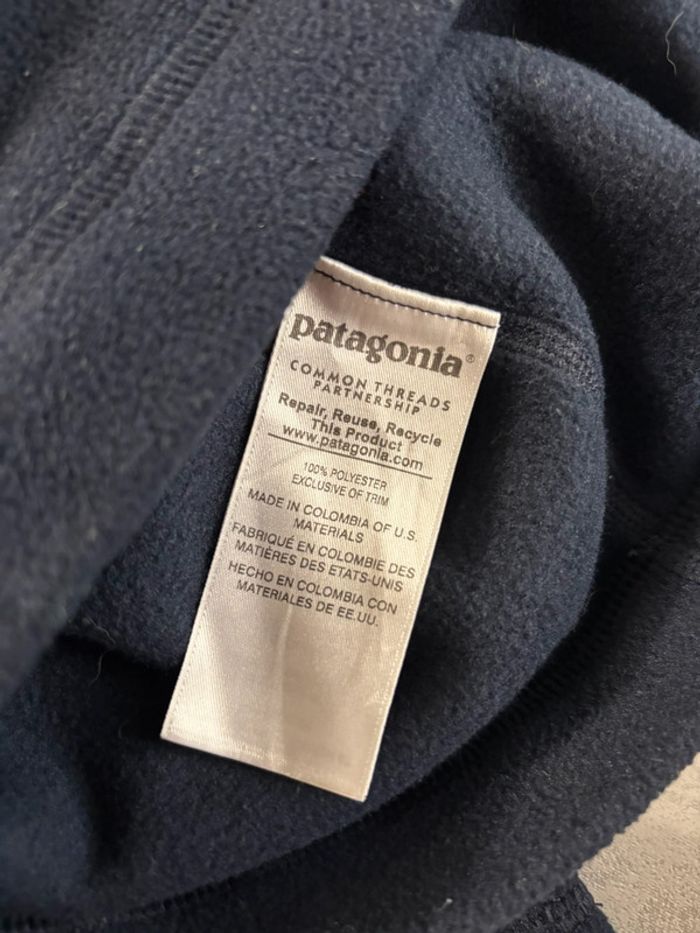 patagonia®
COMMON THREADS
PARTNERSHIP
Repair, Reuse, Recycle
This Product
www.patagonia.com
100% POLYESTER
EXCLUSIVE OF TRIM
MADE IN COLOMBIA OF U.S.
MATERIALS
FABRIQUÉ EN COLOMBIE DES
MATIÈRES DES ETATS-UNIS
HECHO EN COLOMBIA CON
MATERIALES DE EE.UU.